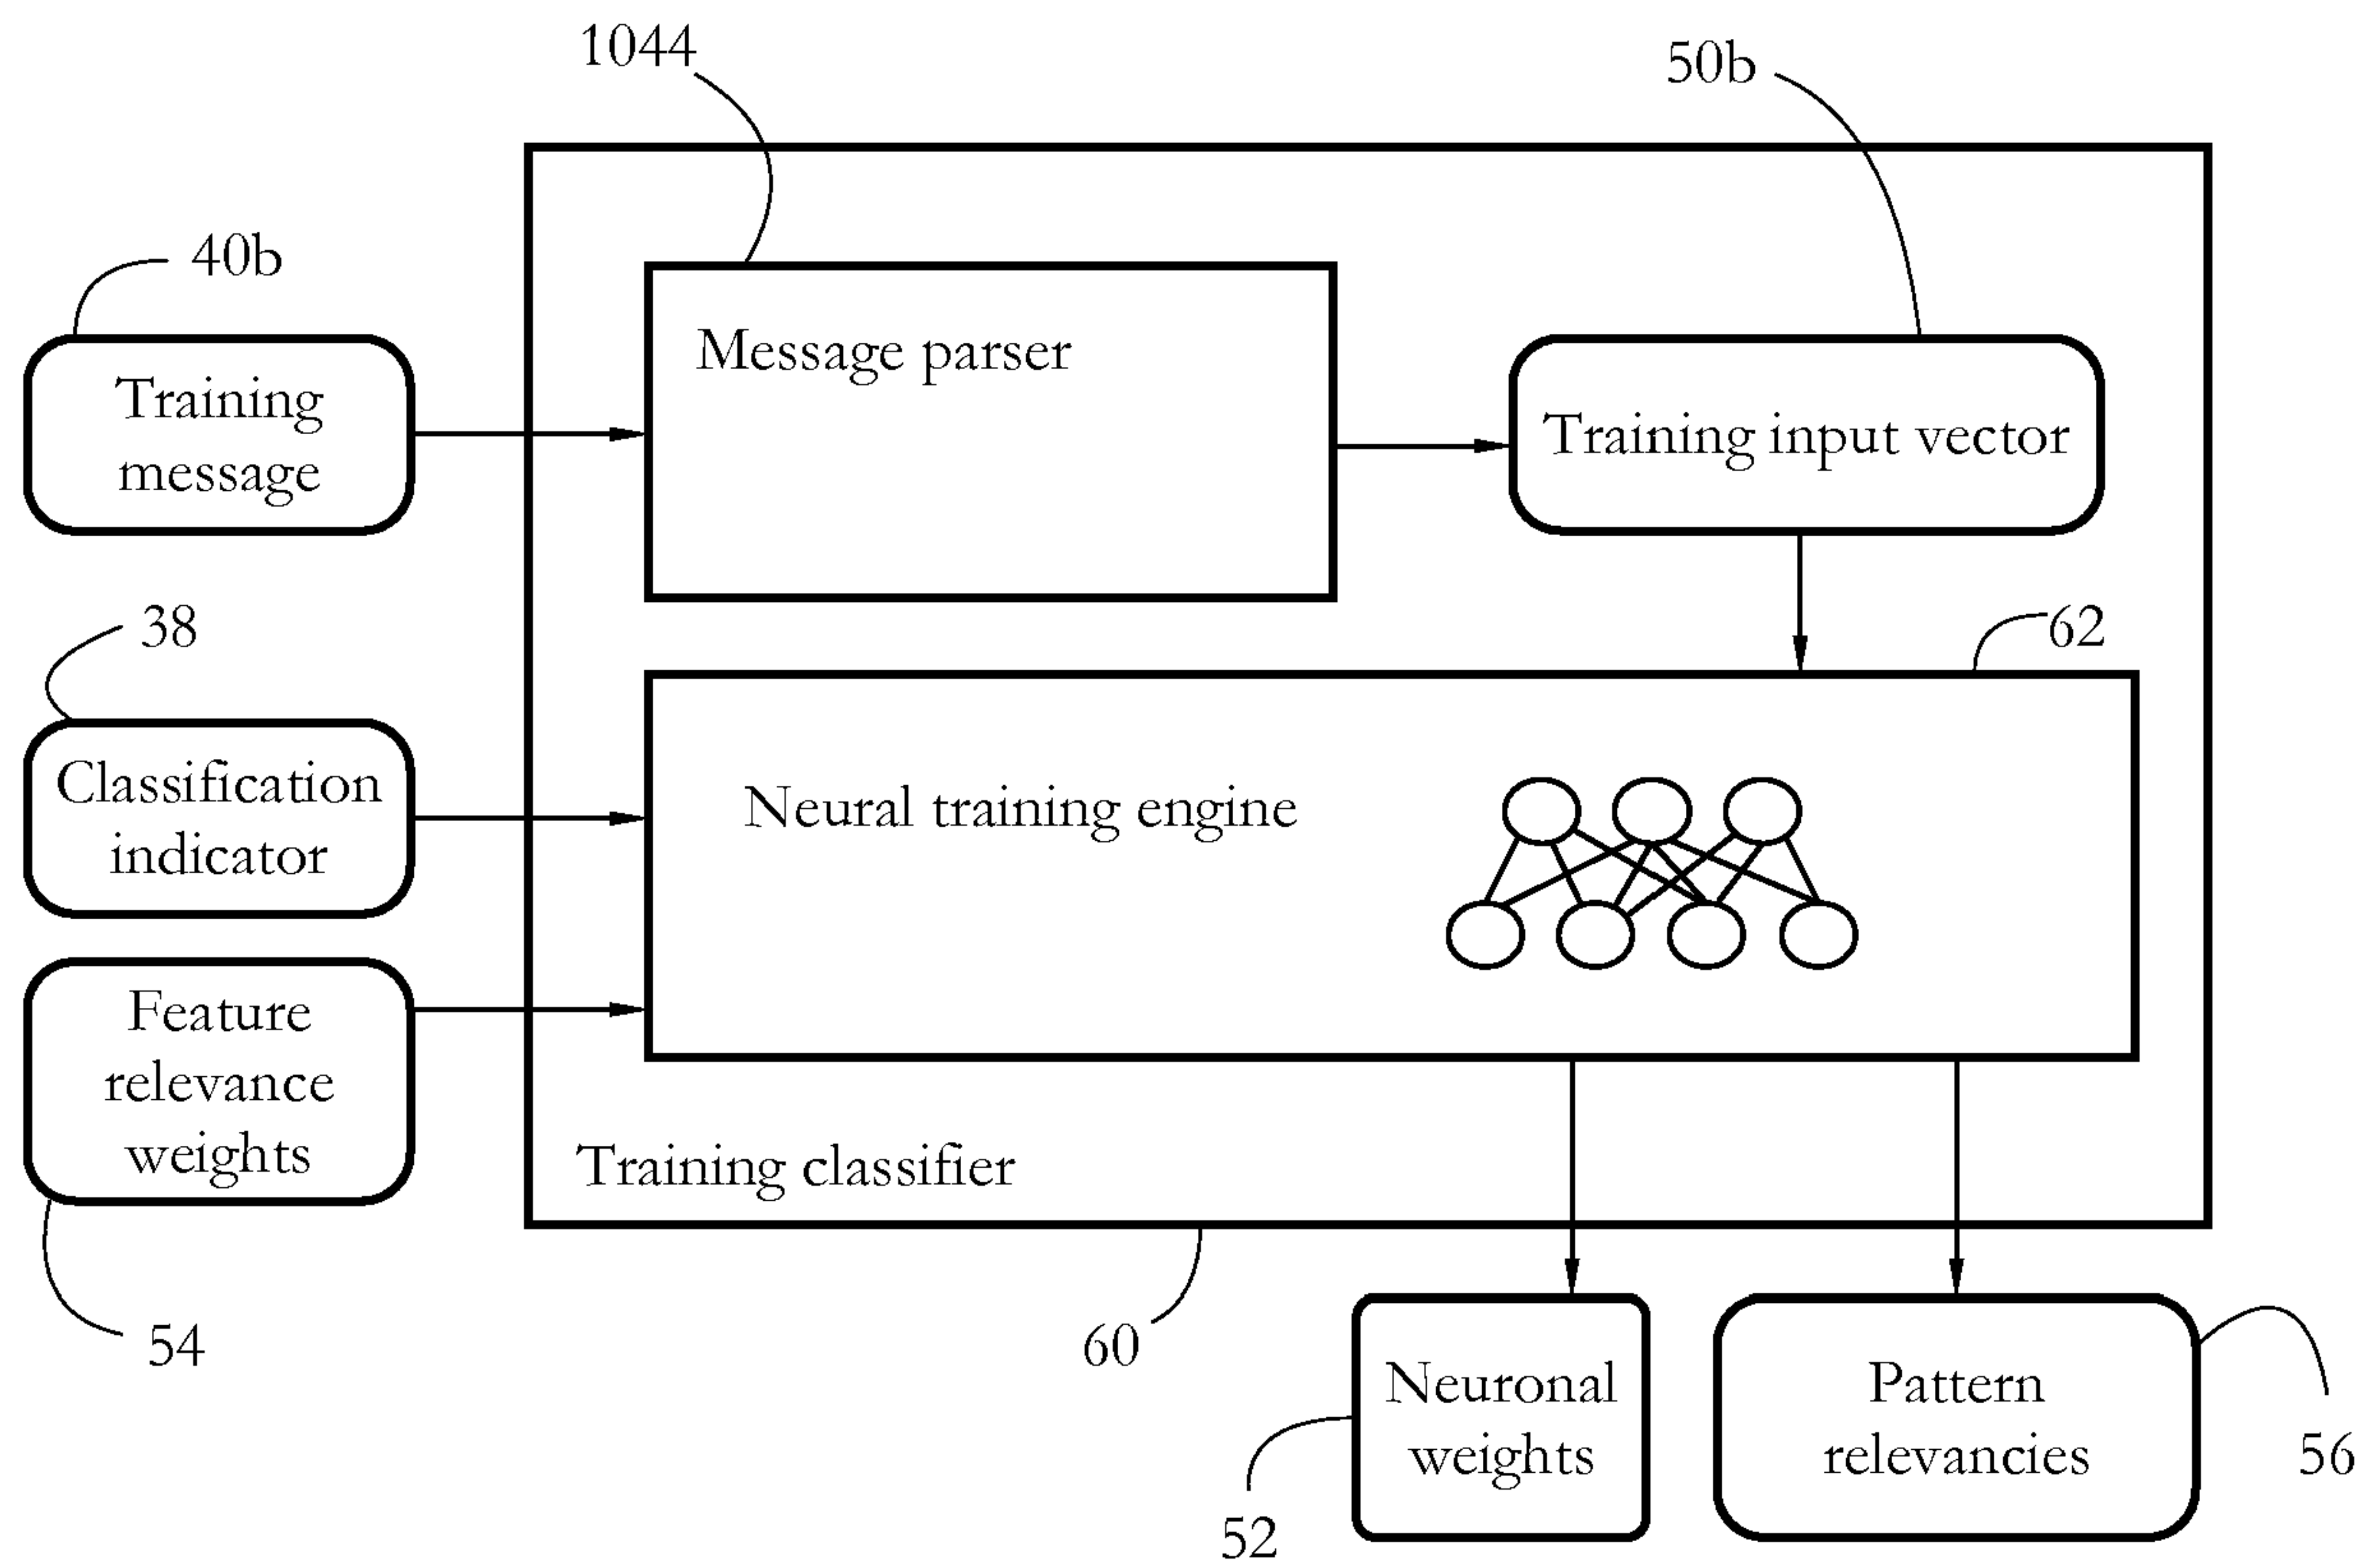 1044
50b
40b
Training
message
Message parser
Training input vector
38
62
Classification
indicator
Neural training engine
Feature
relevance
weights
Training classifier
54
60
Neuronal
weights
Pattern
relevancies
52
56